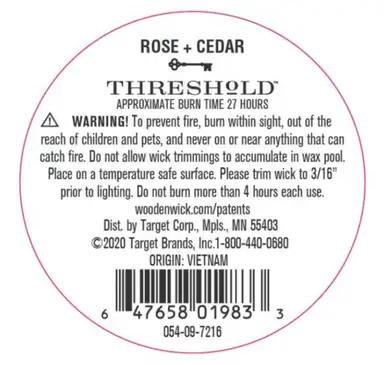 ROSE + CEDAR
THRESHOLD™
APPROXIMATE BURN TIME 27 HOURS
⚠ WARNING! To prevent fire, burn within sight, out of the
reach of children and pets, and never on or near anything that can
catch fire. Do not allow wick trimmings to accumulate in wax pool.
Place on a temperature safe surface. Please trim wick to 3/16"
prior to lighting. Do not burn more than 4 hours each use.
woodenwick.com/patents
Dist. by Target Corp., Mpls., MN 55403
©2020 Target Brands, Inc.1-800-440-0680
ORIGIN: VIETNAM
6 47658 01983 3
054-09-7216